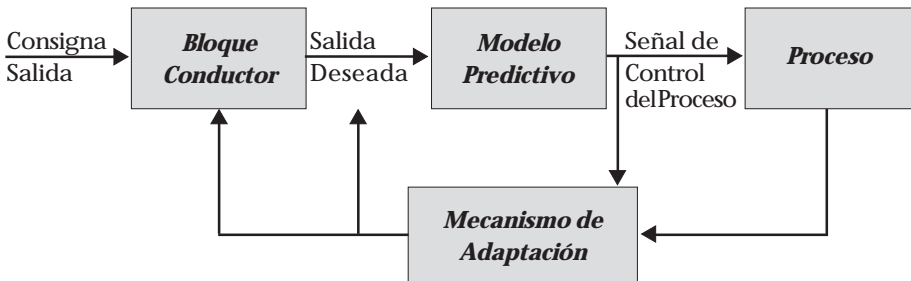 Consigna
Salida
Bloque
Conductor
Salida
Deseada
Modelo
Predictivo
Señal de
Control
delProceso
Proceso
Mecanismo de
Adaptación